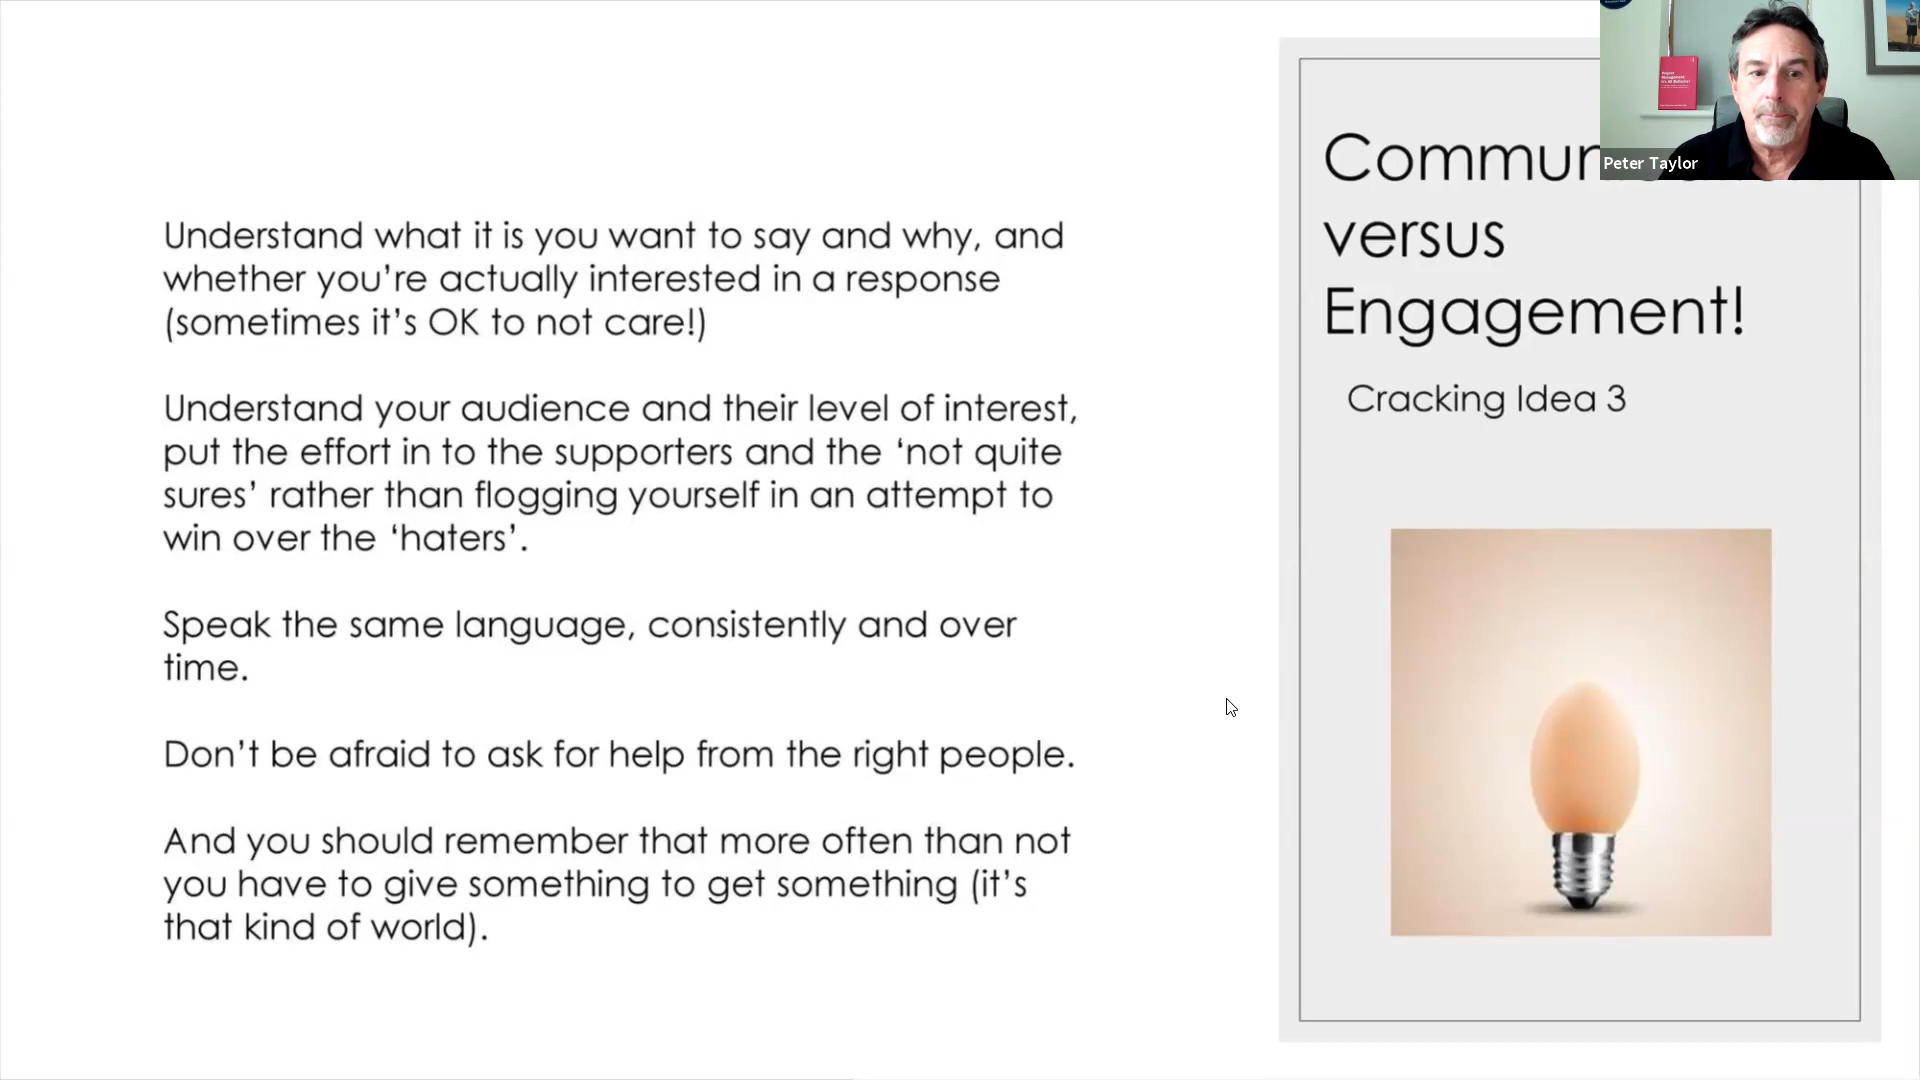 Understand what it is you want to say and why, and
whether you're actually interested in a response
(sometimes it's OK to not care!)
Understand your audience and their level of interest,
put the effort in to the supporters and the ‘not quite
sures’ rather than flogging yourself in an attempt to
win over the ‘haters’.
Speak the same language, consistently and over
time.
Don’t be afraid to ask for help from the right people.
And you should remember that more often than not
you have to give something to get something (it’s
that kind of world).
versus
Engagement!
Cracking Idea 3
Peter Taylor